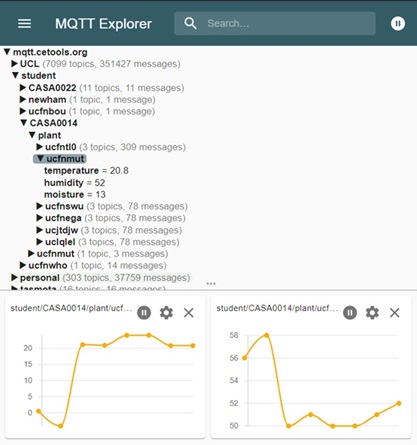 MQTT Explorer
Search...
mqtt.cetools.org
UCL (7099 topics, 351427 messages)
student
CASA0022 (11 topics, 11 messages)
newham (1 topic, 1 message)
ucfnbou (1 topic, 1 message)
CASA0014
plant
ucfntl0 (3 topics, 309 messages)
ucfnmut
temperature = 20.8
humidity = 52
moisture = 13
ucfnswu (3 topics, 78 messages)
ucfnega (3 topics, 78 messages)
ucjtdjw (3 topics, 78 messages)
uclqlel (3 topics, 78 messages)
ucfnmut (1 topic, 3 messages)
ucfnwho (1 topic, 14 messages)
personal (303 topics, 37759 messages)
tasmota (16 topics, 16 messages)
student/CASA0014/plant/ucf...
20
15
10
5
0
student/CASA0014/plant/ucf...
58
56
54
52
50